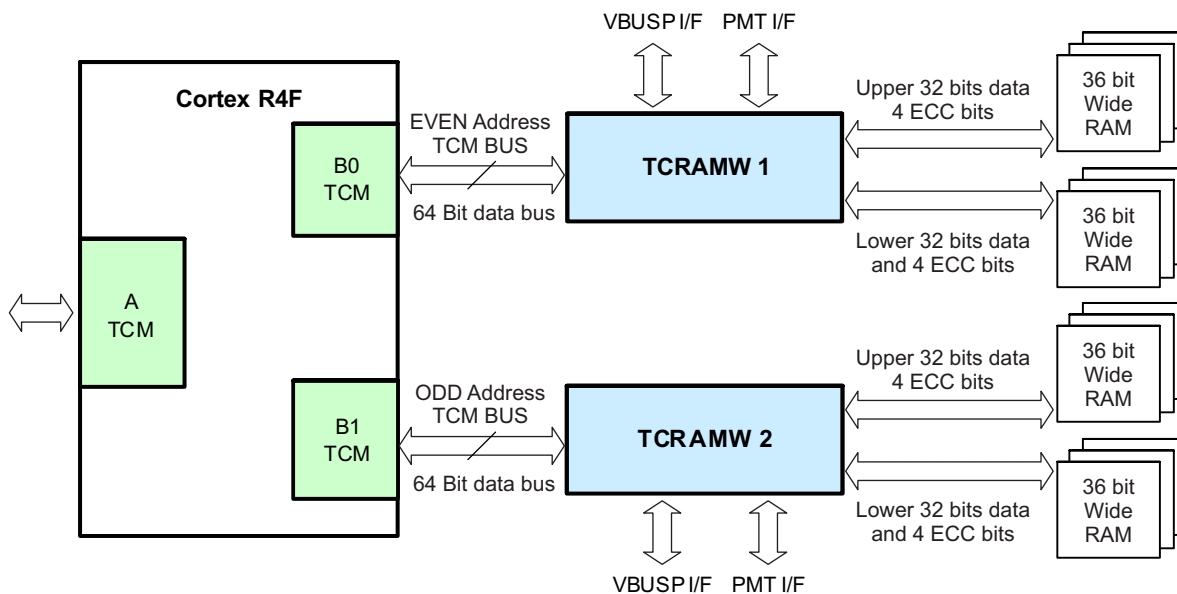 VBUSP I/F
PMT I/F
Cortex R4F
B0
TCM
EVEN Address
TCM BUS
64 Bit data bus
TCRAMW 1
Upper 32 bits data
4 ECC bits
36 bit
Wide
RAM
Lower 32 bits data
and 4 ECC bits
36 bit
Wide
RAM
A
TCM
B1
TCM
ODD Address
TCM BUS
64 Bit data bus
TCRAMW 2
Upper 32 bits data
4 ECC bits
36 bit
Wide
RAM
Lower 32 bits data
and 4 ECC bits
36 bit
Wide
RAM
VBUSP I/F
PMT I/F